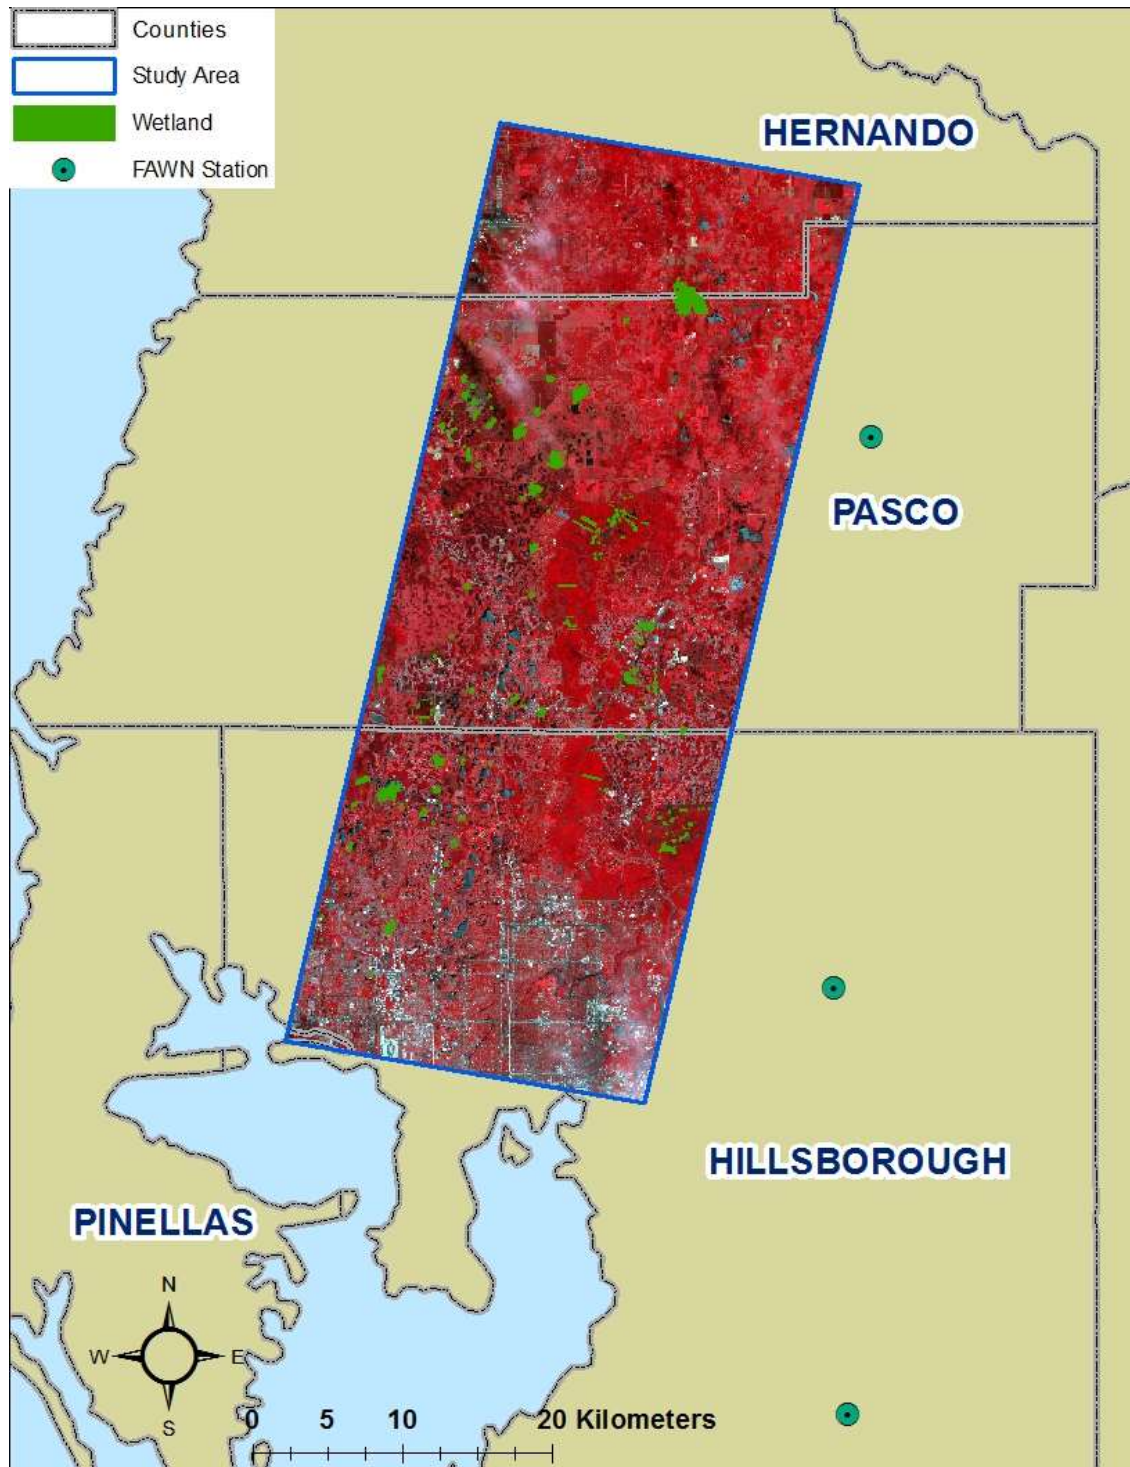 Counties
Study Area
Wetland
FAWN Station
HERNANDO
PASCO
HILLSBOROUGH
PINELLAS
N
W E
S
0 5 10 20 Kilometers